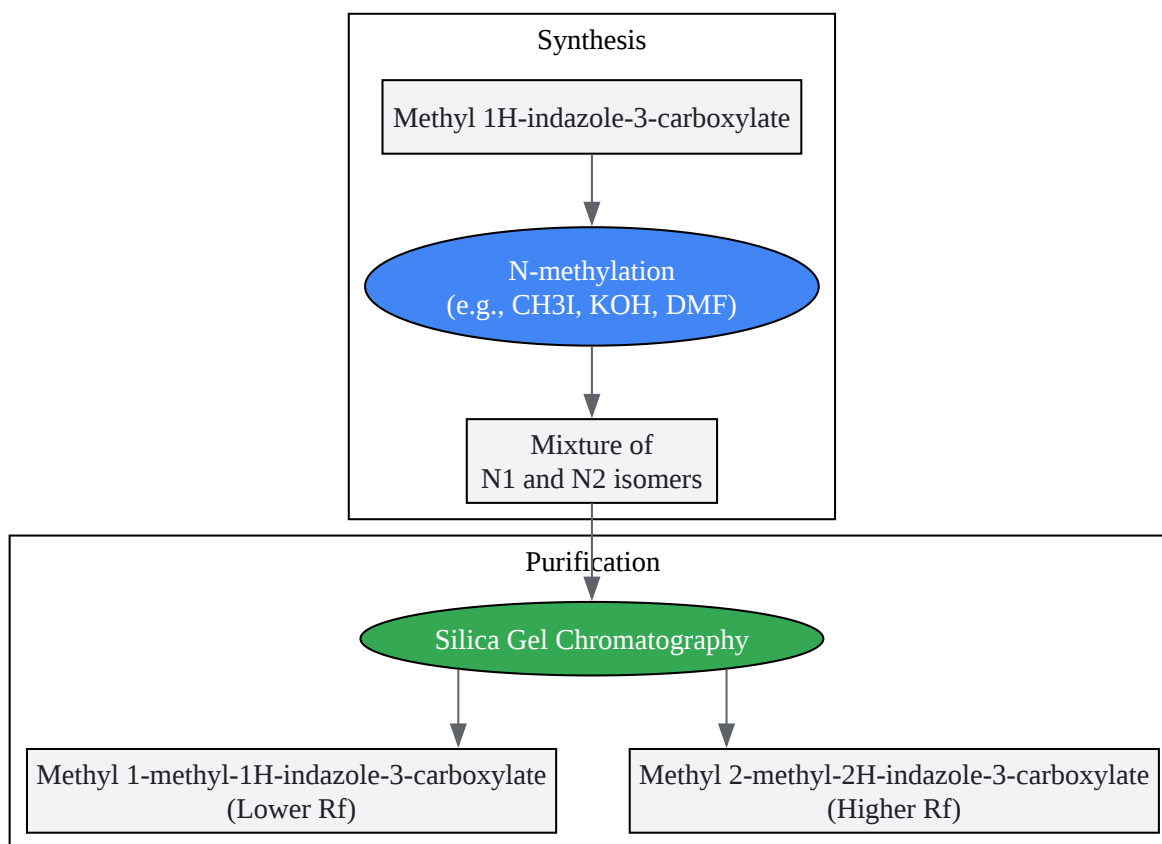 Synthesis
Methyl 1H-indazole-3-carboxylate
N-methylation
(e.g., CH3I, KOH, DMF)
Mixture of
N1 and N2 isomers
Purification
Silica Gel Chromatography
Methyl 1-methyl-1H-indazole-3-carboxylate
(Lower Rf)
Methyl 2-methyl-2H-indazole-3-carboxylate
(Higher Rf)